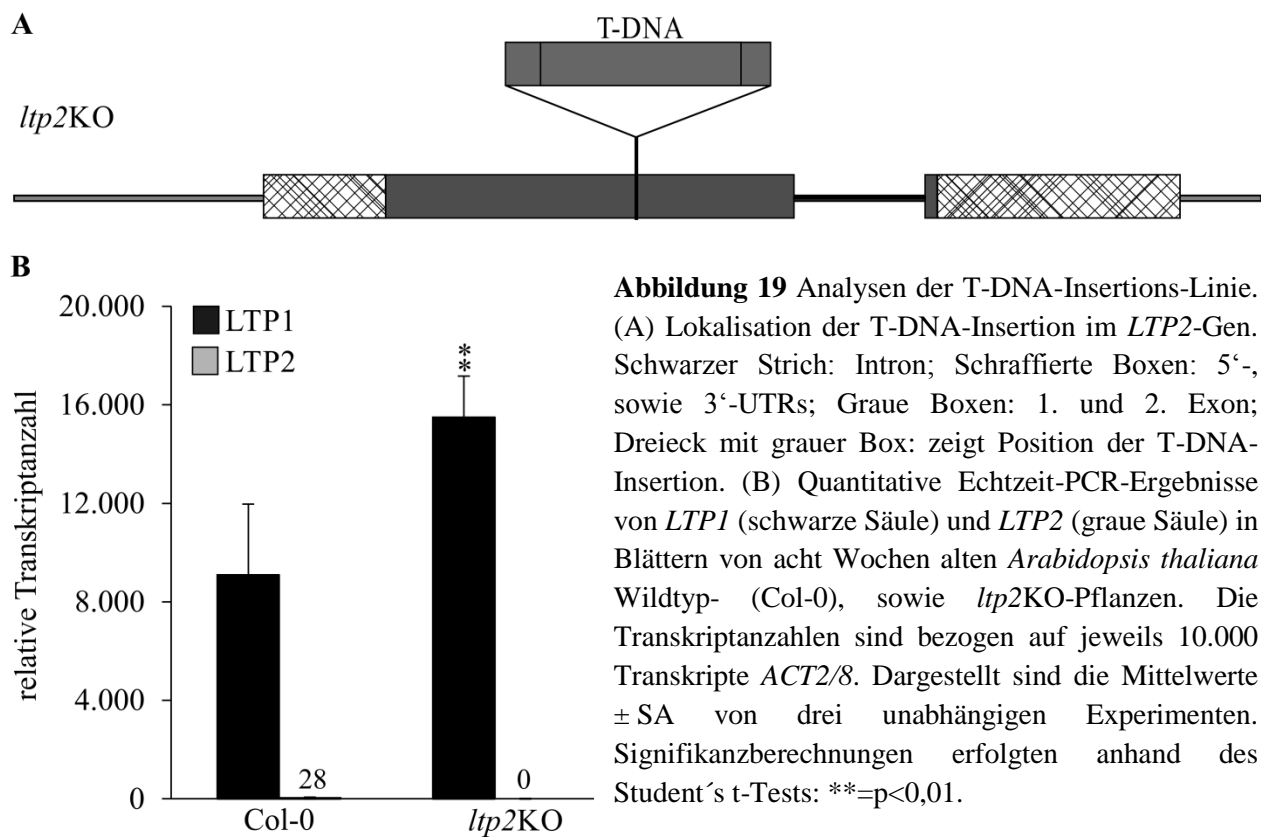 A
T-DNA
ltp2KO
B
20.000
16.000
12.000
8.000
4.000
0
relative Transkriptanzahl
LTP1
LTP2
**
28
0
Col-0
ltp2KO
Abbildung 19 Analysen der T-DNA-Insertions-Linie.
(A) Lokalisation der T-DNA-Insertion im LTP2-Gen.
Schwarzer Strich: Intron; Schraffierte Boxen: 5‘-,
sowie 3‘-UTRs; Graue Boxen: 1. und 2. Exon;
Dreieck mit grauer Box: zeigt Position der T-DNA-
Insertion. (B) Quantitative Echtzeit-PCR-Ergebnisse
von LTP1 (schwarze Säule) und LTP2 (graue Säule) in
Blättern von acht Wochen alten Arabidopsis thaliana
Wildtyp- (Col-0), sowie ltp2KO-Pflanzen. Die
Transkriptanzahlen sind bezogen auf jeweils 10.000
Transkripte ACT2/8. Dargestellt sind die Mittelwerte
± SA von drei unabhängigen Experimenten.
Signifikanzberechnungen erfolgten anhand des
Student´s t-Tests: **=p<0,01.